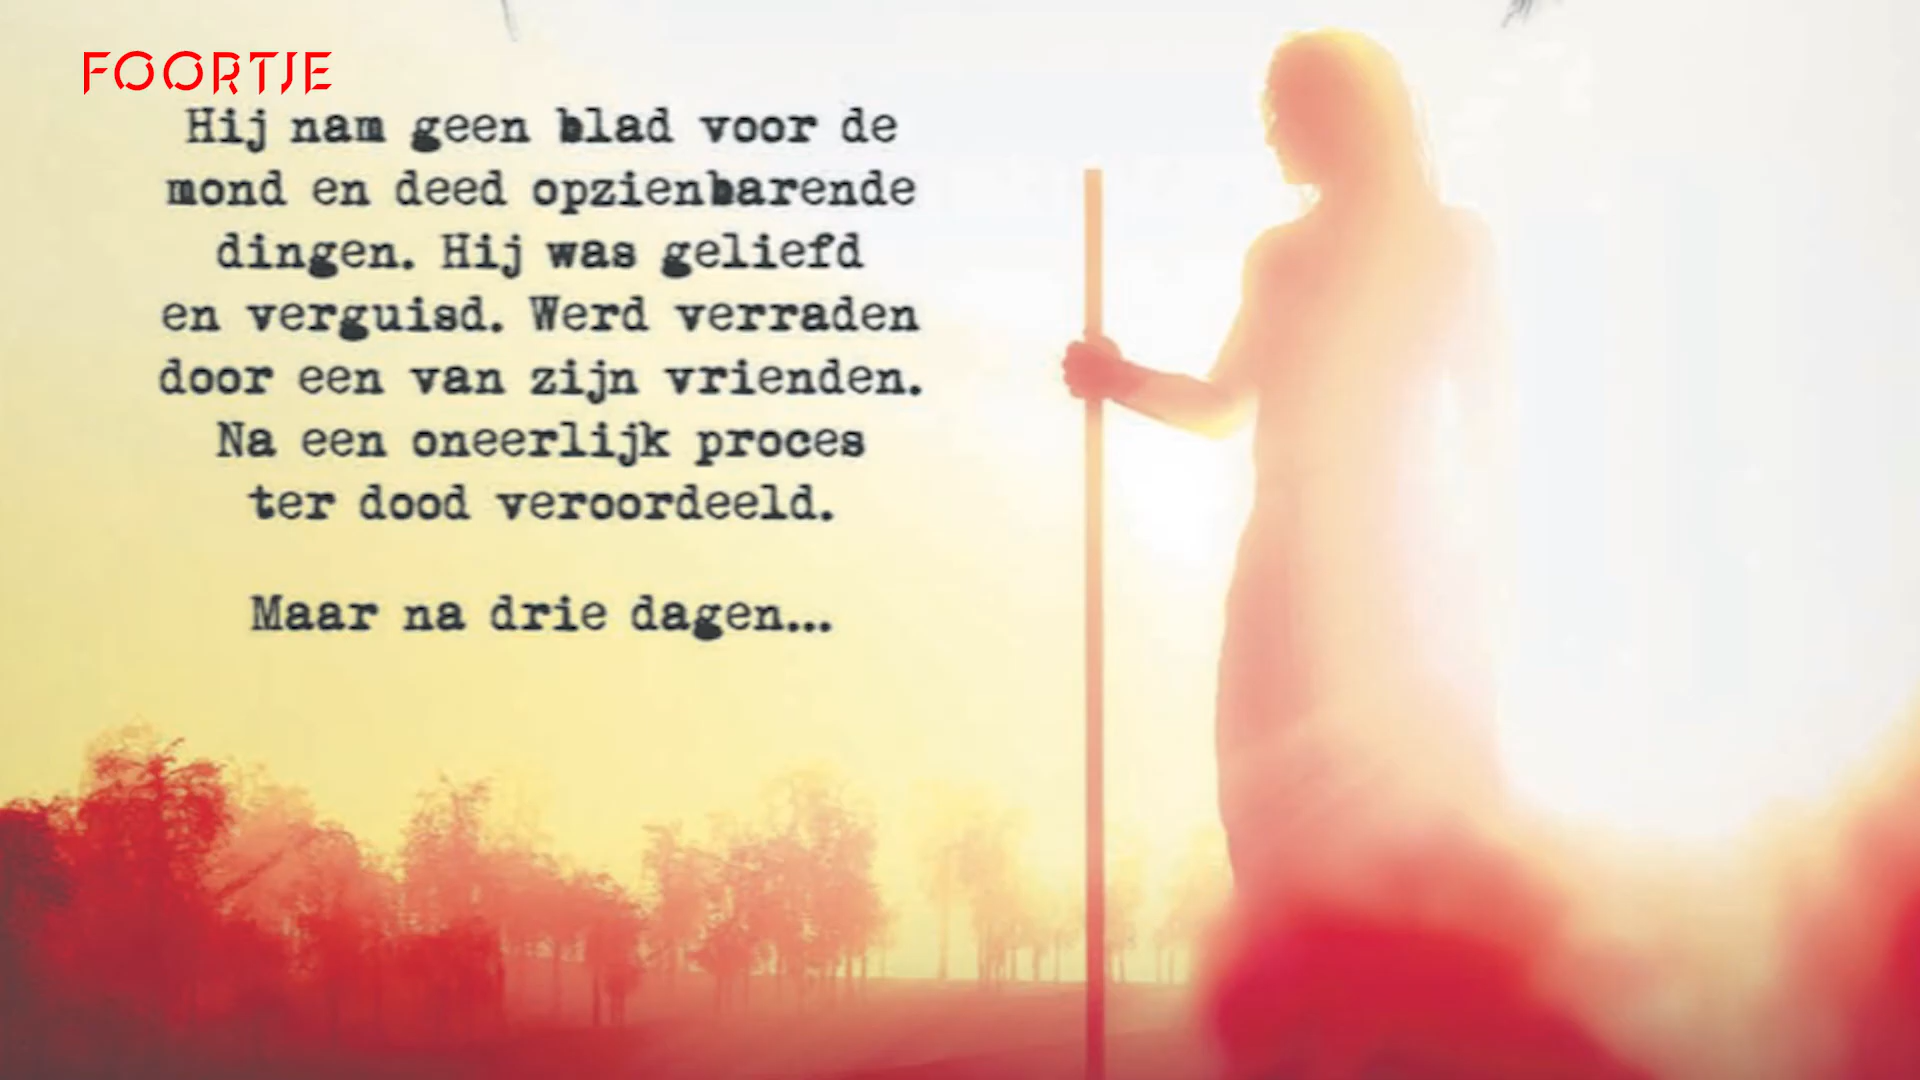 FOORTJE
Hij nam geen blad voor de
mond en deed opzienbarende
dingen. Hij was geliefd
en verguisd. Werd verraden
door een van zijn vrienden.
Na een oneerlijk proces
ter dood veroordeeld.
Maar na drie dagen...